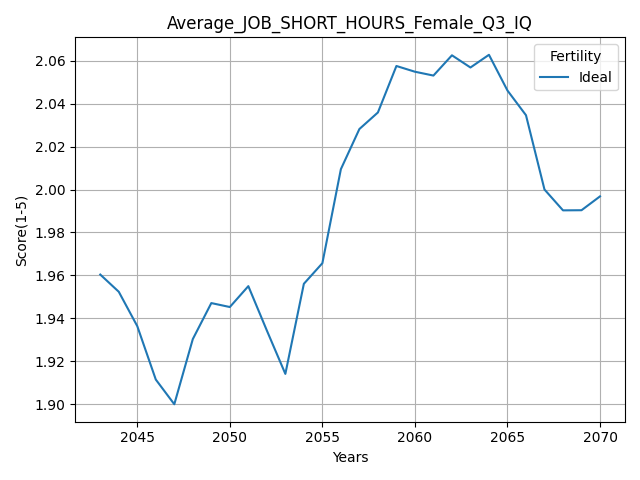 Average_JOB_SHORT_HOURS_Female_Q3_IQ
Fertility
Ideal
Score(1-5)
2.06
2.04
2.02
2.00
1.98
1.96
1.94
1.92
1.90
2045 2050 2055 2060 2065 2070
Years